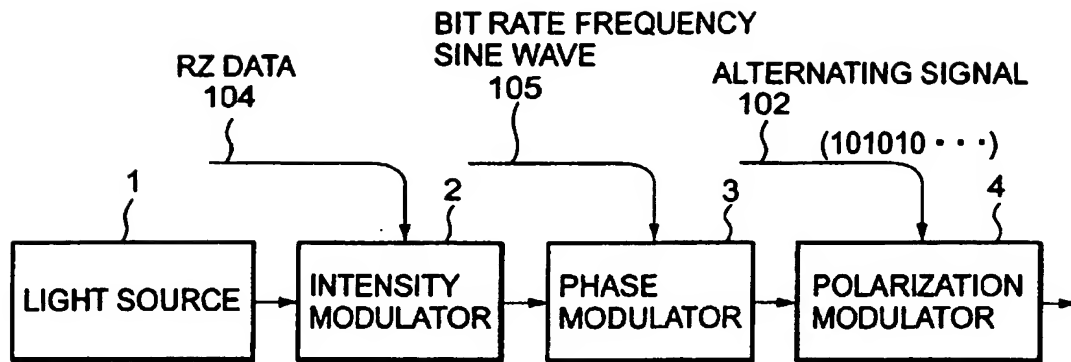 BIT RATE FREQUENCY
SINE WAVE
105
RZ DATA
104
ALTERNATING SIGNAL
102
(101010 · · ·)
1
2
3
4
LIGHT SOURCE
INTENSITY
MODULATOR
PHASE
MODULATOR
POLARIZATION
MODULATOR